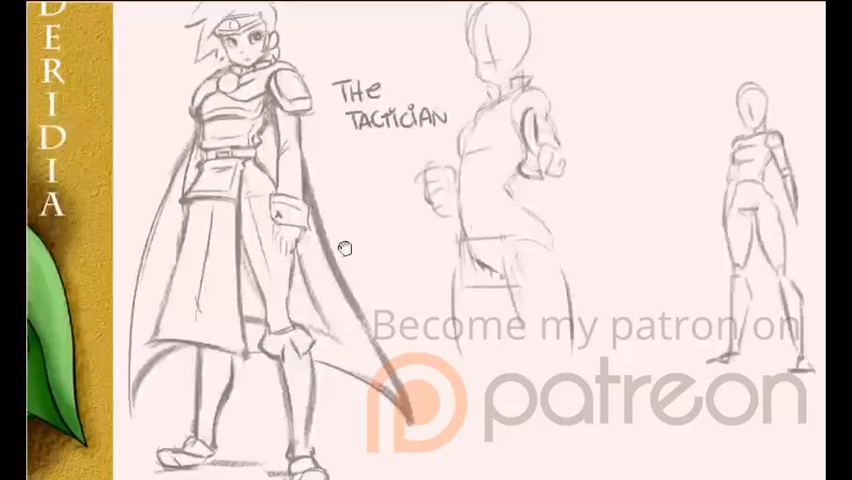 DERIDIA
THE
TACTICIAN
Become my patron on
patreon